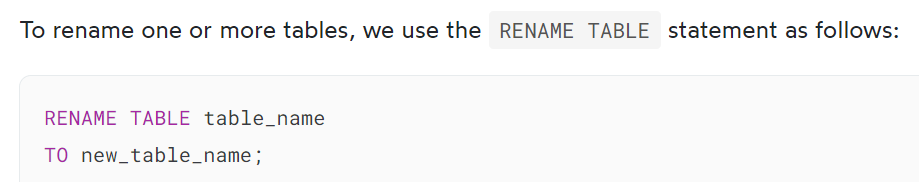 To rename one or more tables, we use the RENAME TABLE statement as follows:
RENAME TABLE table_name
TO new_table_name;